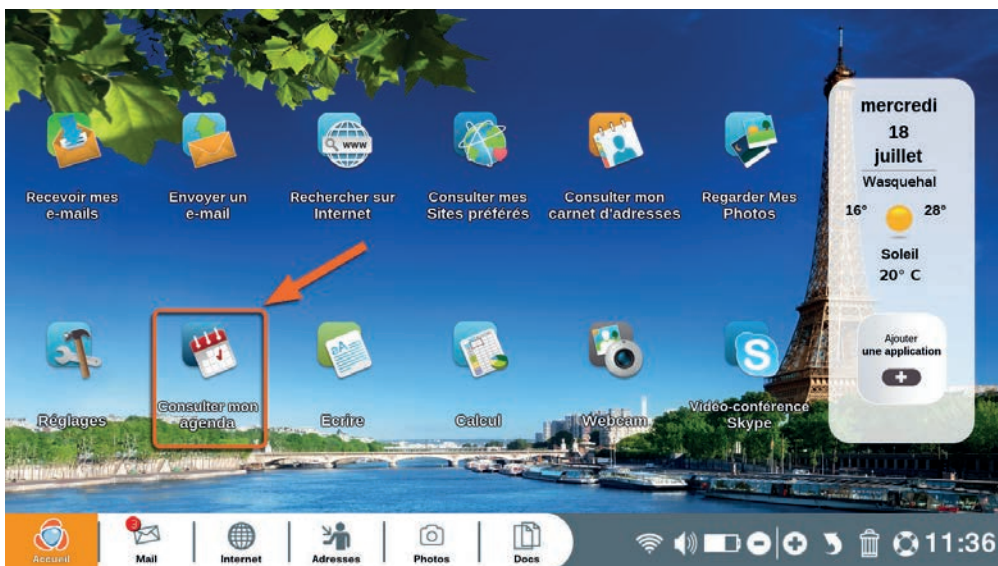 Recevoir mes
e-mails
Envoyer un
e-mail
Rechercher sur
Internet
Consulter mes
Sites préférés
Consulter mon
carnet d'adresses
Regarder Mes
Photos
www
Réglages
Consulter mon
agenda
Ecrire
Calcul
Webcam
Vidéo-conférence
Skype
S
mercredi
18
juillet
Wasquehal
16°
28°
Soleil
20° C
Ajouter
une application
Accueil
3
Mail
Internet
Adresses
Photos
Docs
11:36